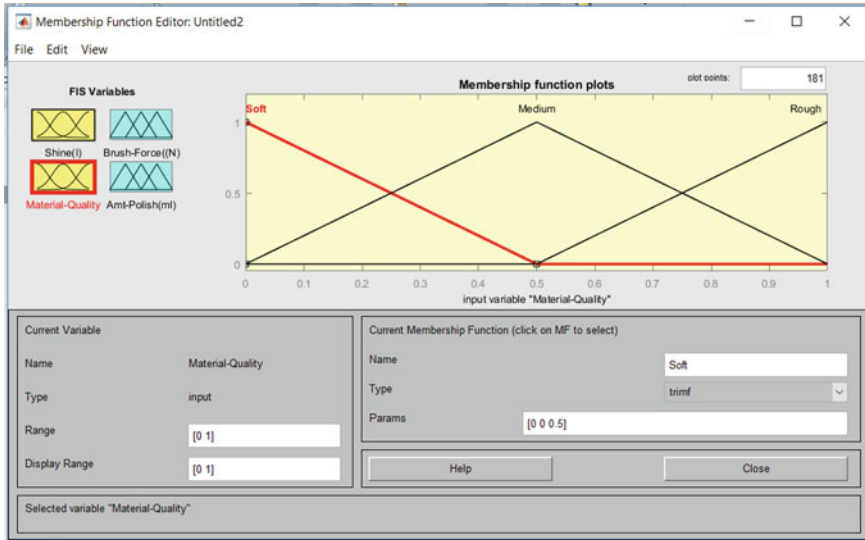 Membership Function Editor: Untitled2
File Edit View
FIS Variables
Shine(I) Brush-Force((N)
Material-Quality Amt-Polish(ml)
Membership function plots
plot points: 181
Soft Medium Rough
1
0.5
0
0 0.1 0.2 0.3 0.4 0.5 0.6 0.7 0.8 0.9 1
input variable "Material-Quality"
Current Variable
Name Material-Quality
Type input
Range [0 1]
Display Range [0 1]
Current Membership Function (click on MF to select)
Name Soft
Type trimf
Params [0 0 0.5]
Help Close
Selected variable "Material-Quality"